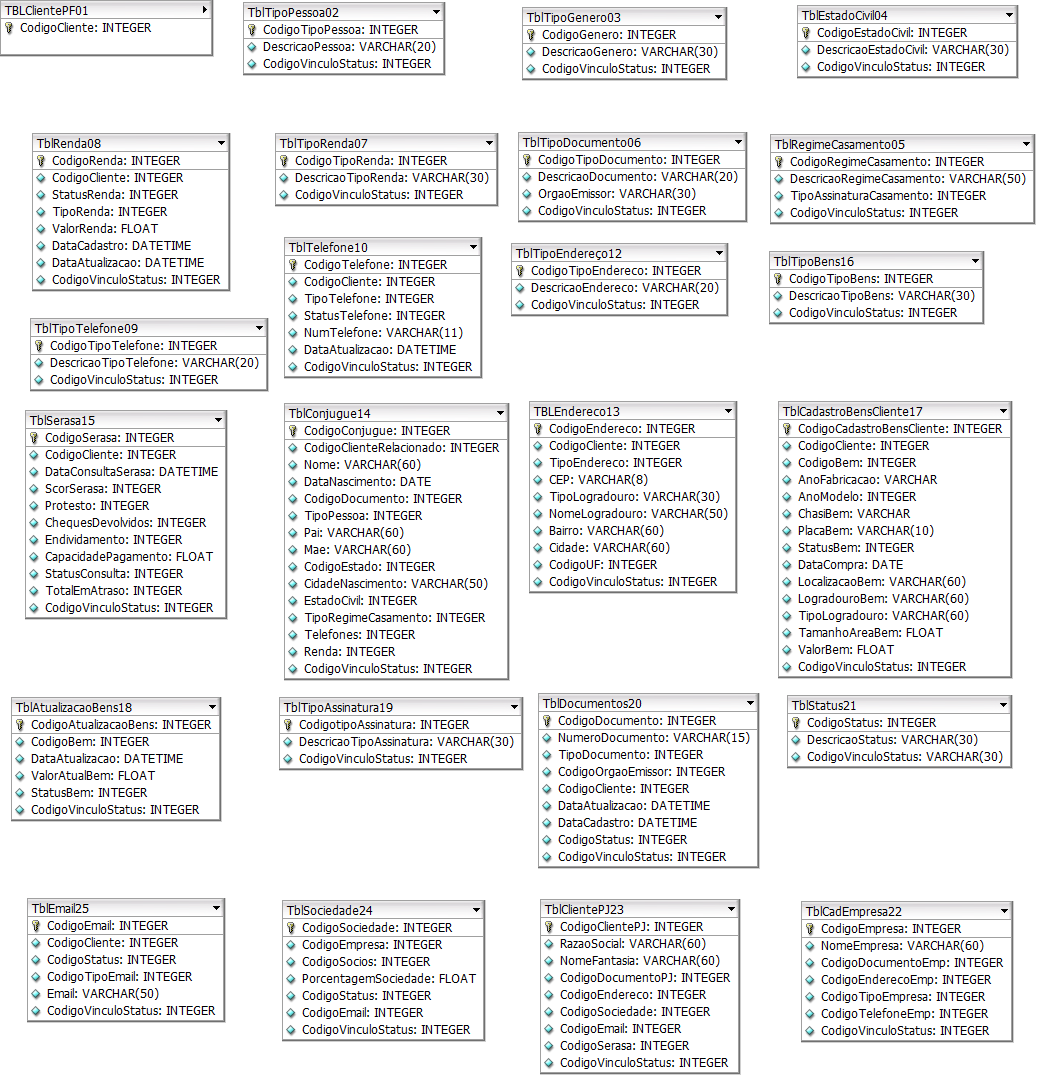 TBLClientePF01
CodigoCliente: INTEGER
TblTipoPessoa02
CodigoTipoPessoa: INTEGER
DescricaoPessoa: VARCHAR(20)
CodigoVinculoStatus: INTEGER
TblTipoGenero03
CodigoGenero: INTEGER
DescricaoGenero: VARCHAR(30)
CodigoVinculoStatus: INTEGER
TblEstadoCivil04
CodigoEstadoCivil: INTEGER
DescricaoEstadoCivil: VARCHAR(30)
CodigoVinculoStatus: INTEGER
TblRenda08
CodigoRenda: INTEGER
CodigoCliente: INTEGER
StatusRenda: INTEGER
TipoRenda: INTEGER
ValorRenda: FLOAT
DataCadastro: DATETIME
DataAtualizacao: DATETIME
CodigoVinculoStatus: INTEGER
TblTipoRenda07
CodigoTipoRenda: INTEGER
DescricaoTipoRenda: VARCHAR(30)
CodigoVinculoStatus: INTEGER
TblTipoDocumento06
CodigoTipoDocumento: INTEGER
DescricaoDocumento: VARCHAR(20)
OrgaoEmissor: VARCHAR(30)
CodigoVinculoStatus: INTEGER
TblRegimeCasamento05
CodigoRegimeCasamento: INTEGER
DescricaoRegimeCasamento: VARCHAR(50)
TipoAssinaturaCasamento: INTEGER
CodigoVinculoStatus: INTEGER
TblTelefone10
CodigoTelefone: INTEGER
CodigoCliente: INTEGER
TipoTelefone: INTEGER
StatusTelefone: INTEGER
NumTelefone: VARCHAR(11)
DataAtualizacao: DATETIME
CodigoVinculoStatus: INTEGER
TblTipoEndereço12
CodigoTipoEndereco: INTEGER
DescricaoEndereco: VARCHAR(20)
CodigoVinculoStatus: INTEGER
TblTipoBens16
CodigoTipoBens: INTEGER
DescricaoTipoBens: VARCHAR(30)
CodigoVinculoStatus: INTEGER
TblTipoTelefone09
CodigoTipoTelefone: INTEGER
DescricaoTipoTelefone: VARCHAR(20)
CodigoVinculoStatus: INTEGER
TblSerasa15
CodigoSerasa: INTEGER
CodigoCliente: INTEGER
DataConsultaSerasa: DATETIME
ScorSerasa: INTEGER
Protesto: INTEGER
ChequesDevolvidos: INTEGER
Endividamento: INTEGER
CapacidadePagamento: FLOAT
StatusConsulta: INTEGER
TotalEmAtraso: INTEGER
CodigoVinculoStatus: INTEGER
TblConjugue14
CodigoConjugue: INTEGER
CodigoClienteRelacionado: INTEGER
Nome: VARCHAR(60)
DataNascimento: DATE
CodigoDocumento: INTEGER
TipoPessoa: INTEGER
Pai: VARCHAR(60)
Mae: VARCHAR(60)
CodigoEstado: INTEGER
CidadeNascimento: VARCHAR(50)
EstadoCivil: INTEGER
TipoRegimeCasamento: INTEGER
Telefones: INTEGER
Renda: INTEGER
CodigoVinculoStatus: INTEGER
TBLEndereco13
CodigoEndereco: INTEGER
CodigoCliente: INTEGER
TipoEndereco: INTEGER
CEP: VARCHAR(8)
TipoLogradouro: VARCHAR(30)
NomeLogradouro: VARCHAR(50)
Bairro: VARCHAR(60)
Cidade: VARCHAR(60)
CodigoUF: INTEGER
CodigoVinculoStatus: INTEGER
TblCadastroBensCliente17
CodigoCadastroBensCliente: INTEGER
CodigoCliente: INTEGER
CodigoBem: INTEGER
AnoFabricacao: VARCHAR
AnoModelo: INTEGER
ChasiBem: VARCHAR
PlacaBem: VARCHAR(10)
StatusBem: INTEGER
DataCompra: DATE
LocalizacaoBem: VARCHAR(60)
LogradouroBem: VARCHAR(60)
TipoLogradouro: VARCHAR(60)
TamanhoAreaBem: FLOAT
ValorBem: FLOAT
CodigoVinculoStatus: INTEGER
TblAtualizacaoBens18
CodigoAtualizacaoBens: INTEGER
CodigoBem: INTEGER
DataAtualizacao: DATETIME
ValorAtualBem: FLOAT
StatusBem: INTEGER
CodigoVinculoStatus: INTEGER
TblTipoAssinatura19
CodigotipoAssinatura: INTEGER
DescricaoTipoAssinatura: VARCHAR(30)
CodigoVinculoStatus: INTEGER
TblDocumentos20
CodigoDocumento: INTEGER
NumeroDocumento: VARCHAR(15)
TipoDocumento: INTEGER
CodigoOrgaoEmissor: INTEGER
CodigoCliente: INTEGER
DataAtualizacao: DATETIME
DataCadastro: DATETIME
CodigoStatus: INTEGER
CodigoVinculoStatus: INTEGER
TblStatus21
CodigoStatus: INTEGER
DescricaoStatus: VARCHAR(30)
CodigoVinculoStatus: VARCHAR(30)
TblEmail25
CodigoEmail: INTEGER
CodigoCliente: INTEGER
CodigoStatus: INTEGER
CodigoTipoEmail: INTEGER
Email: VARCHAR(50)
CodigoVinculoStatus: INTEGER
TblSociedade24
CodigoSociedade: INTEGER
CodigoEmpresa: INTEGER
CodigoSocios: INTEGER
PorcentagemSociedade: FLOAT
CodigoStatus: INTEGER
CodigoEmail: INTEGER
CodigoVinculoStatus: INTEGER
TblClientePJ23
CodigoClientePJ: INTEGER
RazaoSocial: VARCHAR(60)
NomeFantasia: VARCHAR(60)
CodigoDocumentoPJ: INTEGER
CodigoEndereco: INTEGER
CodigoSociedade: INTEGER
CodigoEmail: INTEGER
CodigoSerasa: INTEGER
CodigoVinculoStatus: INTEGER
TblCadEmpresa22
CodigoEmpresa: INTEGER
NomeEmpresa: VARCHAR(60)
CodigoDocumentoEmp: INTEGER
CodigoEnderecoEmp: INTEGER
CodigoTipoEmpresa: INTEGER
CodigoTelefoneEmp: INTEGER
CodigoVinculoStatus: INTEGER